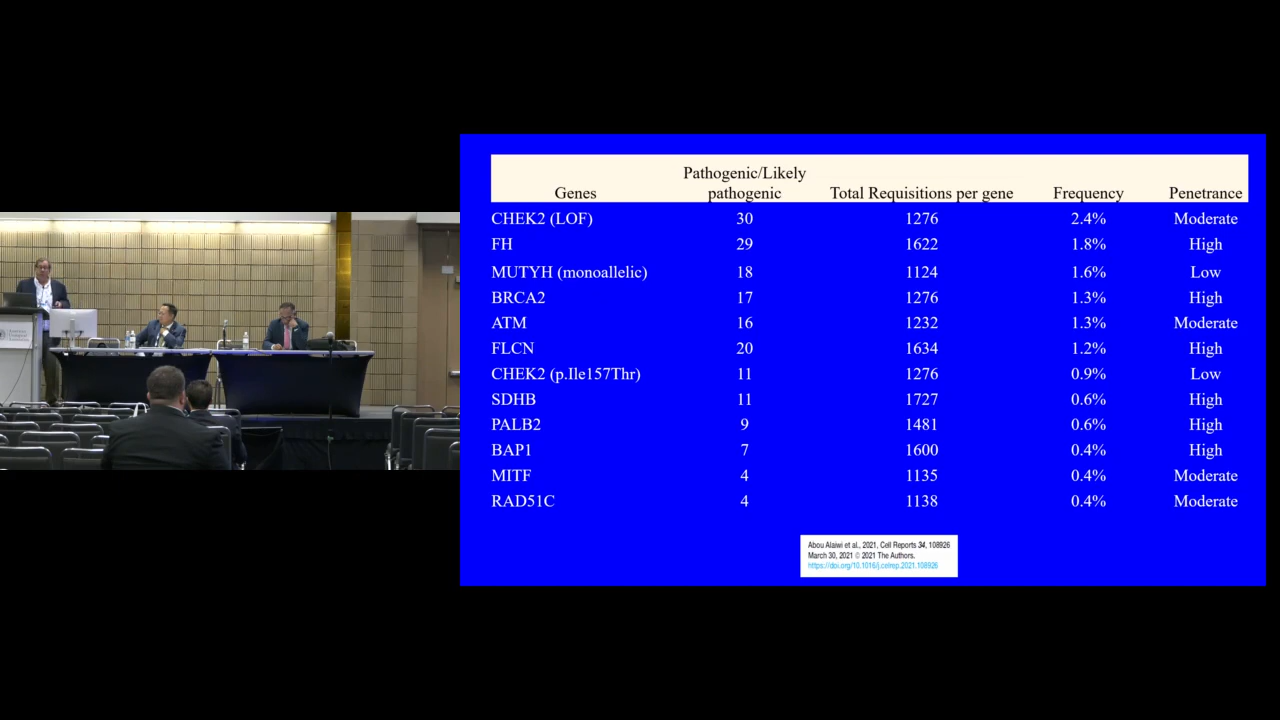 Pathogenic/Likely
Genes pathogenic Total Requisitions per gene Frequency Penetrance
CHEK2 (LOF) 30 1276 2.4% Moderate
FH 29 1622 1.8% High
MUTYH (monoallelic) 18 1124 1.6% Low
BRCA2 17 1276 1.3% High
ATM 16 1232 1.3% Moderate
FLCN 20 1634 1.2% High
CHEK2 (p.Ile157Thr) 11 1276 0.9% Low
SDHB 11 1727 0.6% High
PALB2 9 1481 0.6% High
BAP1 7 1600 0.4% High
MITF 4 1135 0.4% Moderate
RAD51C 4 1138 0.4% Moderate
Abou Alaiwi et al., 2021, Cell Reports 34, 108926
March 30, 2021 © 2021 The Authors.
https://doi.org/10.1016/j.celrep.2021.108926